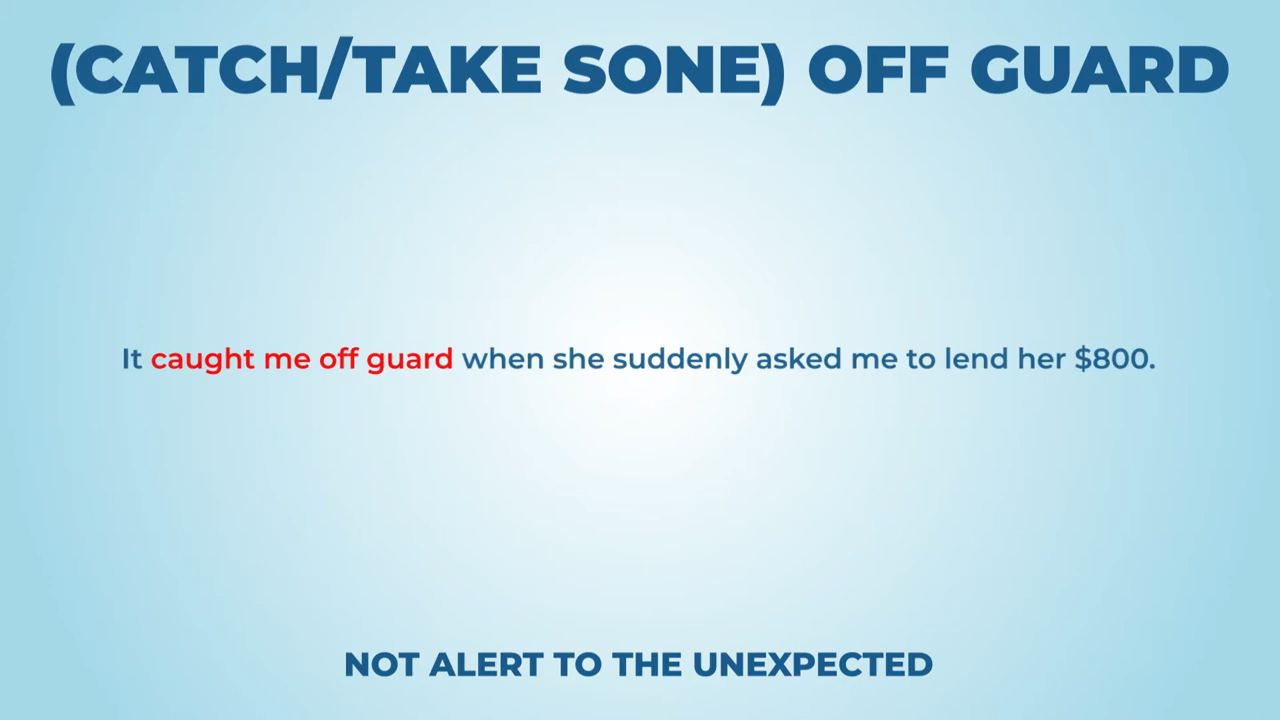 (CATCH/TAKE SONE) OFF GUARD
It caught me off guard when she suddenly asked me to lend her $800.
NOT ALERT TO THE UNEXPECTED